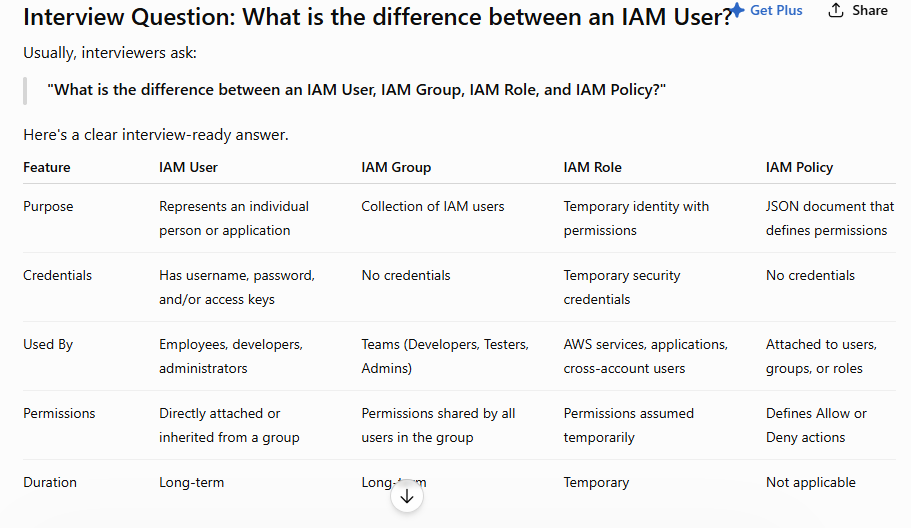 Interview Question: What is the difference between an IAM User?
Get Plus
Share
Usually, interviewers ask:
"What is the difference between an IAM User, IAM Group, IAM Role, and IAM Policy?"
Here's a clear interview-ready answer.
Feature IAM User IAM Group IAM Role IAM Policy
Purpose Represents an individual Collection of IAM users Temporary identity with JSON document that
person or application permissions defines permissions
Credentials Has username, password, No credentials Temporary security No credentials
and/or access keys credentials
Used By Employees, developers, Teams (Developers, Testers, AWS services, applications, Attached to users,
administrators Admins) cross-account users groups, or roles
Permissions Directly attached or Permissions shared by all Permissions assumed Defines Allow or
inherited from a group users in the group temporarily Deny actions
Duration Long-term Long-term Temporary Not applicable